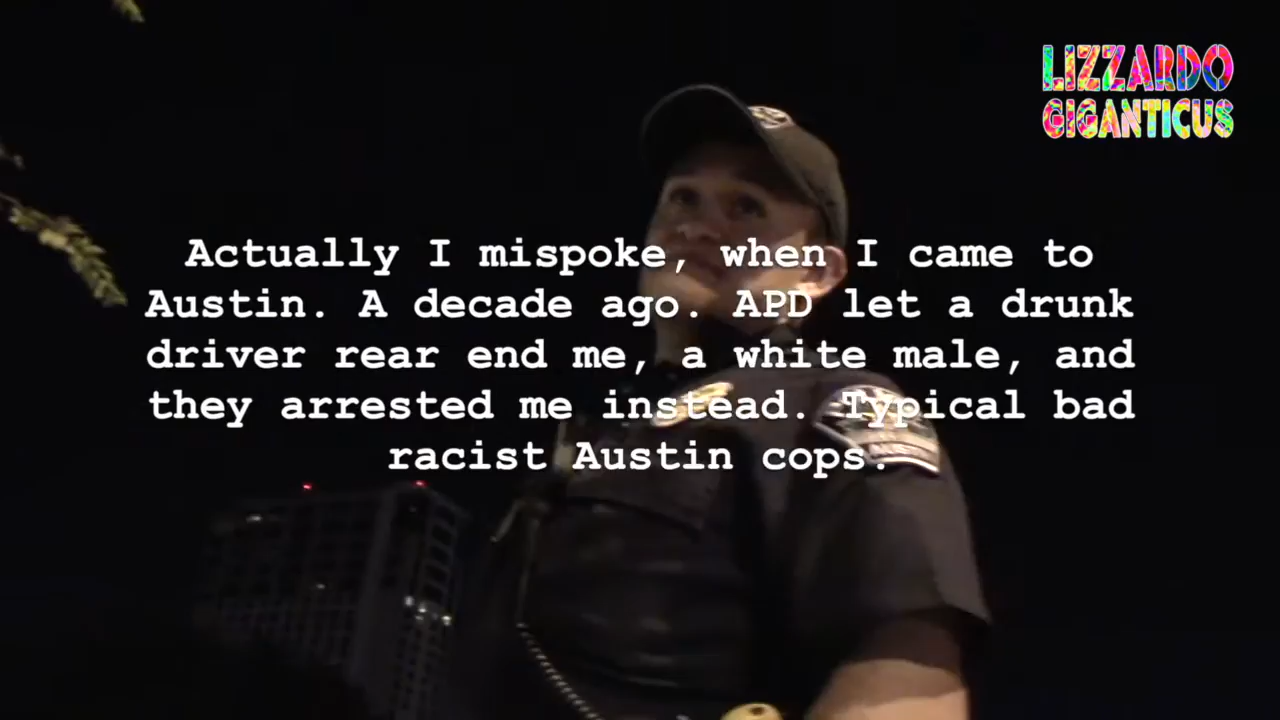 LIZZARDO
GIGANTICUS
Actually I mispoke, when I came to
Austin. A decade ago. APD let a drunk
driver rear end me, a white male, and
they arrested me instead. Typical bad
racist Austin cops.